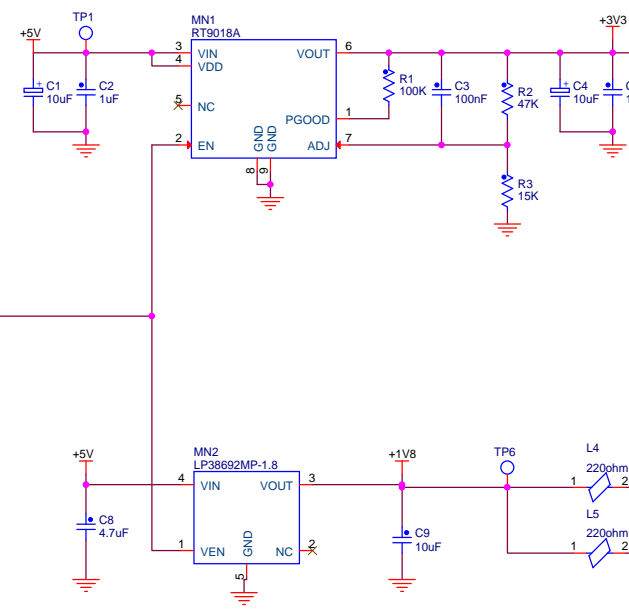 +5V
TP1
MN1
RT9018A
+3V3
3 VIN
4 VDD
VOUT 6
C1
10uF
C2
1uF
R1
100K
C3
100nF
R2
47K
C4
10uF
5 NC
PGOOD 1
2 EN
GND
GND
ADJ 7
8
9
R3
15K
+5V
MN2
LP38692MP-1.8
+1V8
TP6
L4
220ohm
4 VIN
VOUT 3
1 2
C8
4.7uF
L5
220ohm
C9
10uF
1 VEN
GND
NC 2
1 2
5